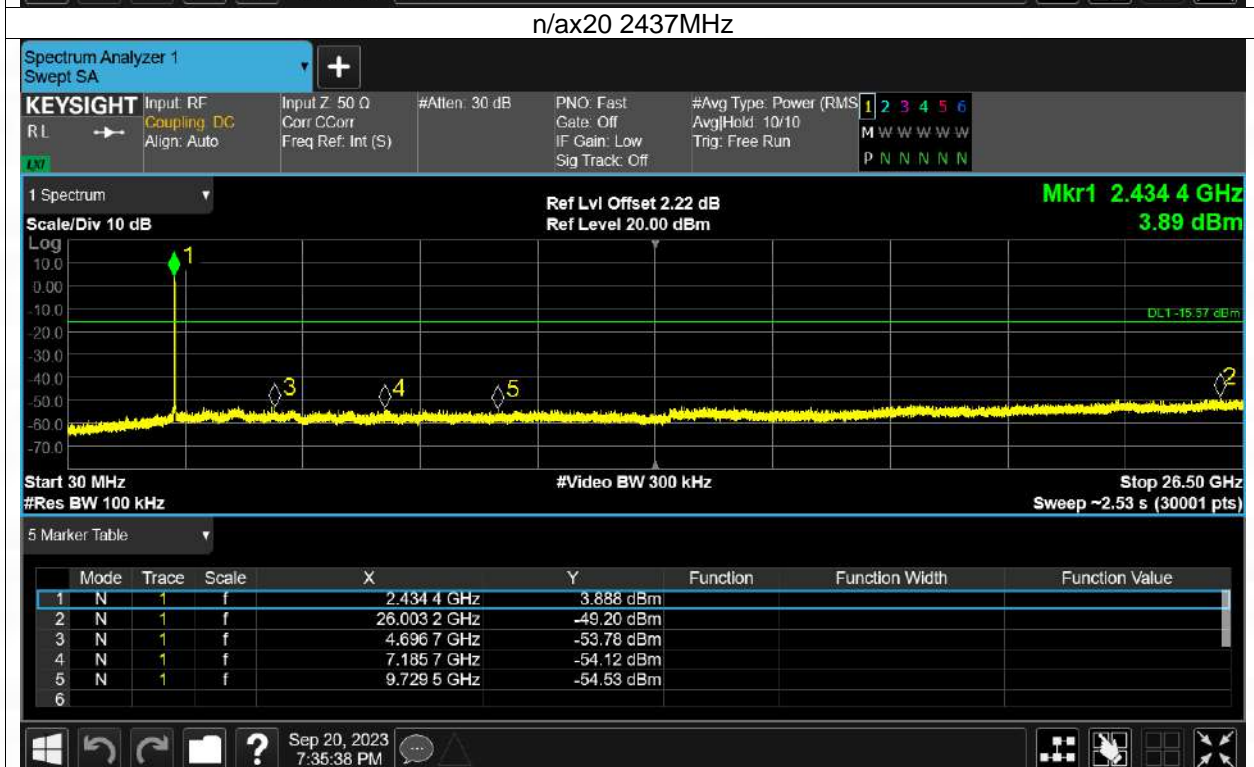 n/ax20 2437MHz
Spectrum Analyzer 1
Swept SA
+
KEYSIGHT
RL
LXI
Input: RF
Coupling: DC
Align: Auto
Input Z: 50 Ω
Corr CCorr
Freq Ref: Int (S)
#Atten: 30 dB
PNO: Fast
Gate: Off
IF Gain: Low
Sig Track: Off
#Avg Type: Power (RMS
Avg|Hold: 10/10
Trig: Free Run
1 2 3 4 5 6
M W W W W W
P N N N N N
1 Spectrum
Scale/Div 10 dB
Ref Lvl Offset 2.22 dB
Ref Level 20.00 dBm
Mkr1 2.434 4 GHz
3.89 dBm
Log
10.0
0.00
-10.0
-20.0
-30.0
-40.0
-50.0
-60.0
-70.0
1
DL1 -15.57 dBm
3
4
5
2
Start 30 MHz
#Video BW 300 kHz
Stop 26.50 GHz
#Res BW 100 kHz
Sweep ~2.53 s (30001 pts)
5 Marker Table
Mode Trace Scale X Y Function Function Width Function Value
1 N 1 f 2.434 4 GHz 3.888 dBm
2 N 1 f 26.003 2 GHz -49.20 dBm
3 N 1 f 4.696 7 GHz -53.78 dBm
4 N 1 f 7.185 7 GHz -54.12 dBm
5 N 1 f 9.729 5 GHz -54.53 dBm
6
?
Sep 20, 2023
7:35:38 PM